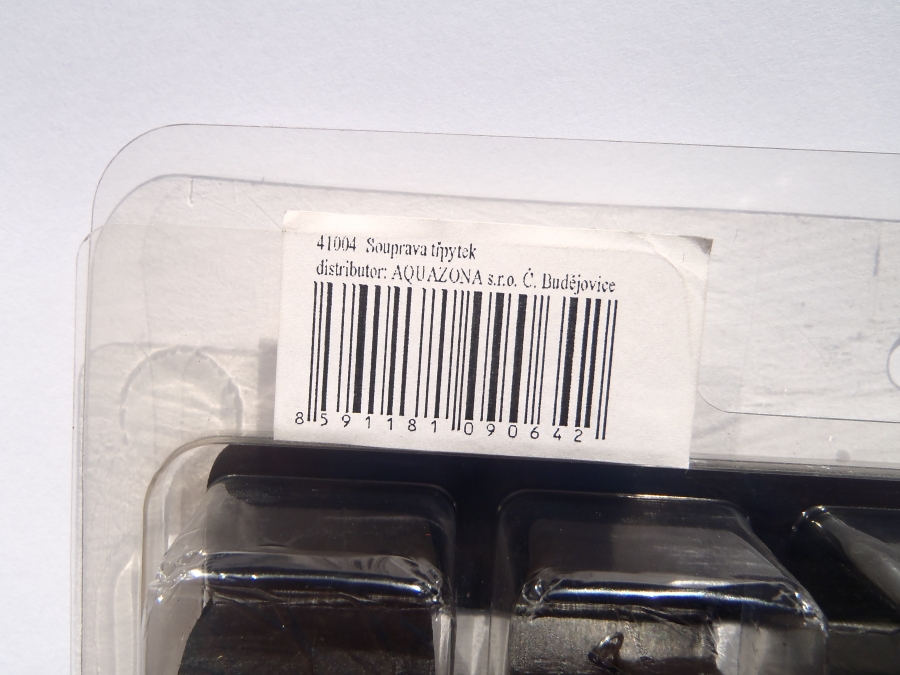 41004 Souprava třpytek
distributor: AQUAZONA s.r.o. Č. Budějovice
8 591181 090642